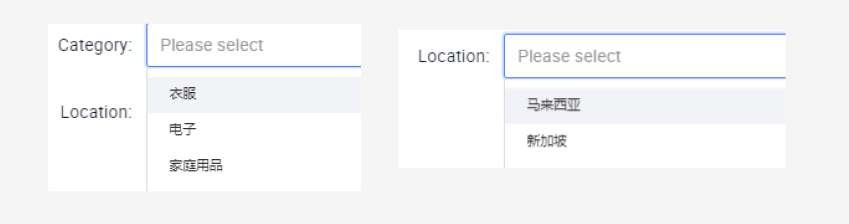 Category:
Please select
衣服
Location:
电子
家庭用品
Location:
Please select
马来西亚
新加坡